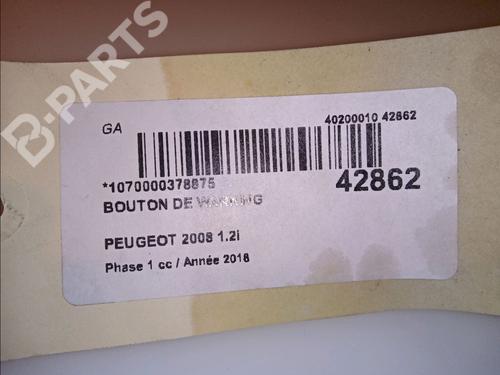 B-PARTS
GA
40200010 42862
*1070000378875
42862
BOUTON DE WARNING
PEUGEOT 2008 1.2i
Phase 1 cc / Année 2018